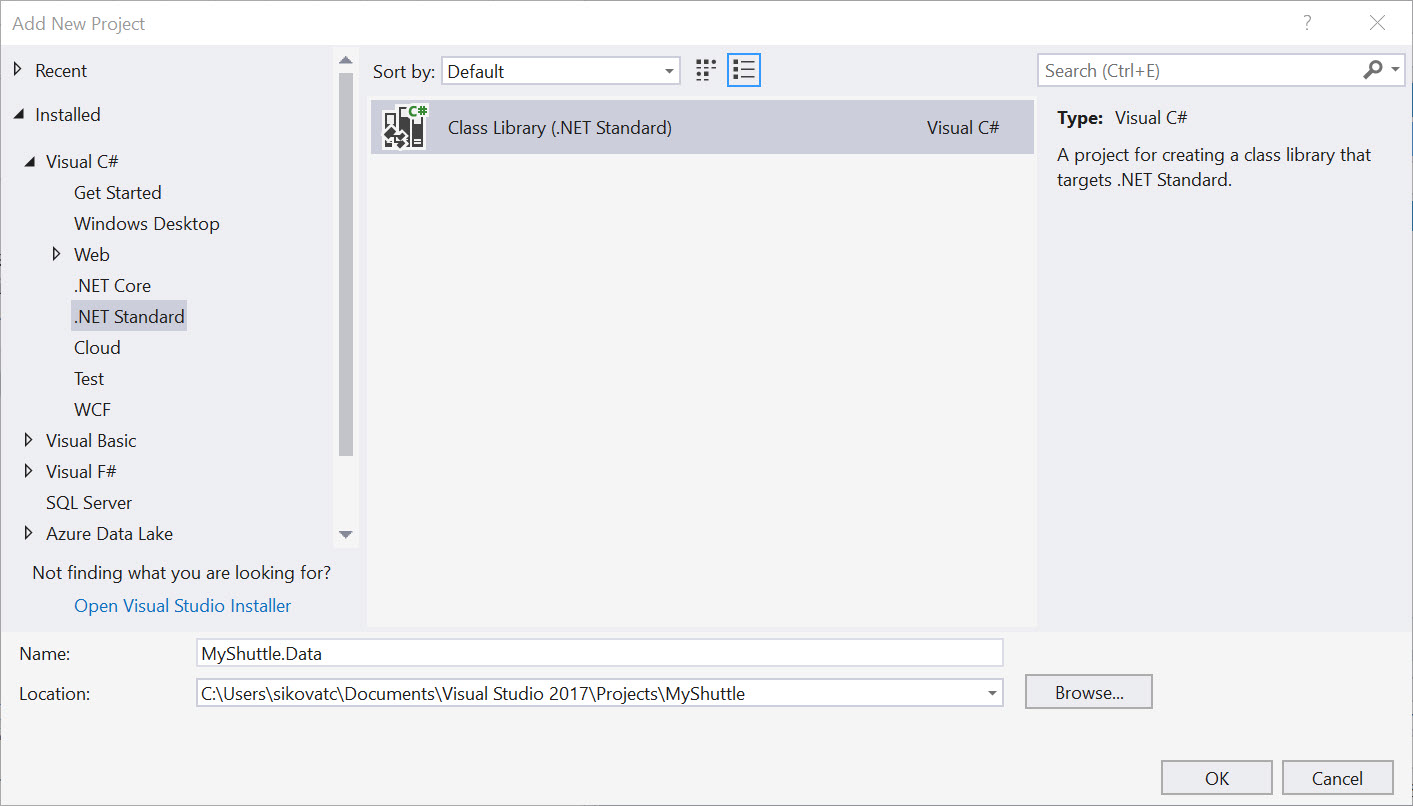 Add New Project
?
Recent
Installed
Visual C#
Get Started
Windows Desktop
Web
.NET Core
.NET Standard
Cloud
Test
WCF
Visual Basic
Visual F#
SQL Server
Azure Data Lake
Not finding what you are looking for?
Open Visual Studio Installer
Sort by: Default
C#
Class Library (.NET Standard) Visual C#
Search (Ctrl+E)
Type: Visual C#
A project for creating a class library that
targets .NET Standard.
Name: MyShuttle.Data
Location: C:\Users\sikovatc\Documents\Visual Studio 2017\Projects\MyShuttle
Browse...
OK Cancel